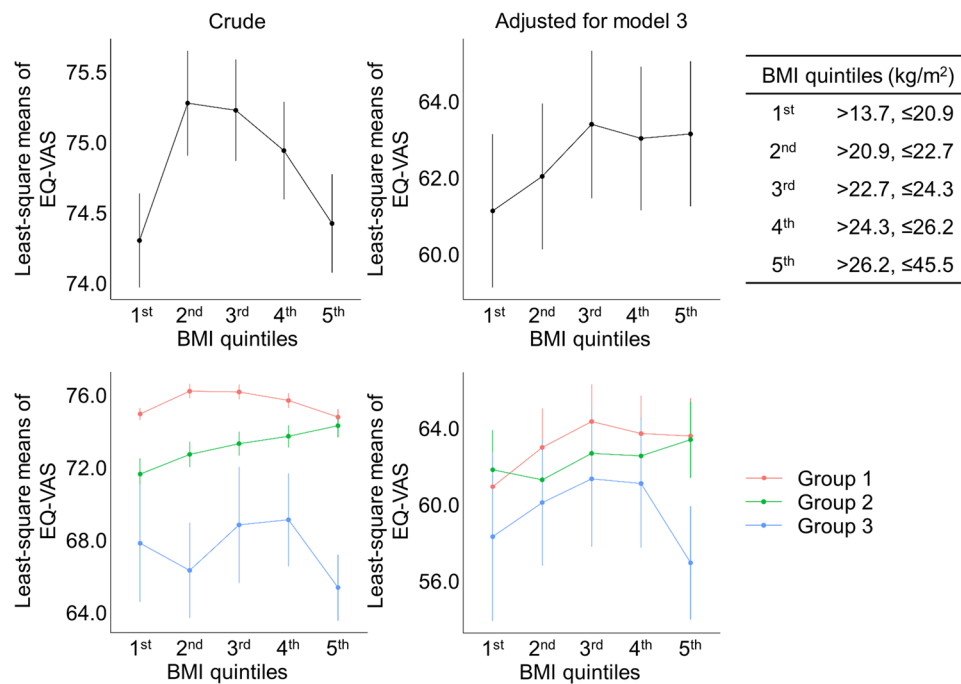 Crude
Least-square means of
EQ-VAS
75.5
75.0
74.5
74.0
1st 2nd 3rd 4th 5th
BMI quintiles
Adjusted for model 3
Least-square means of
EQ-VAS
64.0
62.0
60.0
1st 2nd 3rd 4th 5th
BMI quintiles
BMI quintiles (kg/m²)
1st >13.7, ≤20.9
2nd >20.9, ≤22.7
3rd >22.7, ≤24.3
4th >24.3, ≤26.2
5th >26.2, ≤45.5
Least-square means of
EQ-VAS
76.0
72.0
68.0
64.0
1st 2nd 3rd 4th 5th
BMI quintiles
Least-square means of
EQ-VAS
64.0
60.0
56.0
1st 2nd 3rd 4th 5th
BMI quintiles
Group 1
Group 2
Group 3